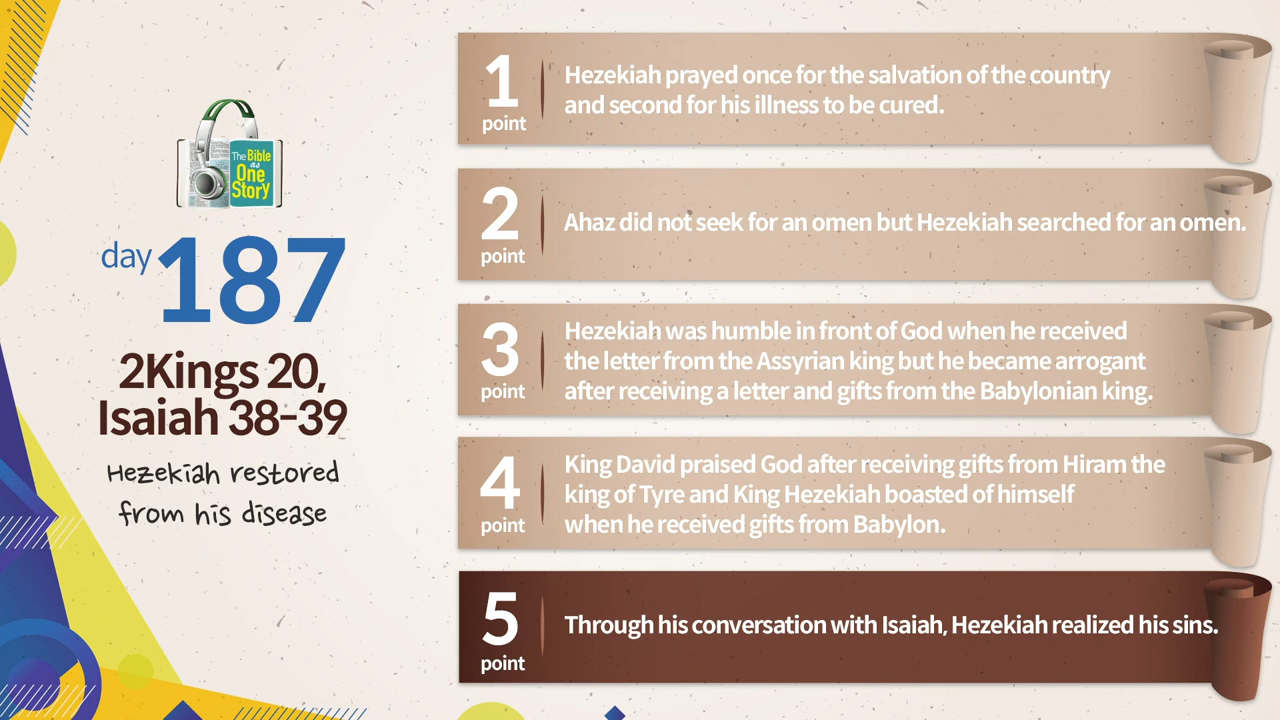 The Bible
as
One
Story
day 187
2Kings 20,
Isaiah 38-39
Hezekiah restored
from his disease
1
point
Hezekiah prayed once for the salvation of the country
and second for his illness to be cured.
2
point
Ahaz did not seek for an omen but Hezekiah searched for an omen.
3
point
Hezekiah was humble in front of God when he received
the letter from the Assyrian king but he became arrogant
after receiving a letter and gifts from the Babylonian king.
4
point
King David praised God after receiving gifts from Hiram the
king of Tyre and King Hezekiah boasted of himself
when he received gifts from Babylon.
5
point
Through his conversation with Isaiah, Hezekiah realized his sins.